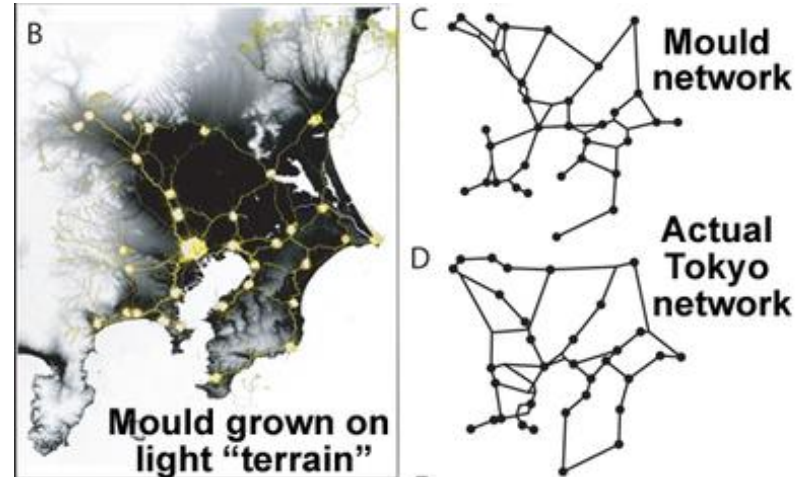 B
Mould grown on
light “terrain”
C
Mould
network
D
Actual
Tokyo
network